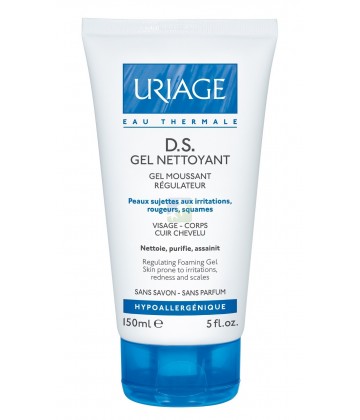 URIAGE
EAU THERMALE
D.S.
GEL NETTOYANT
GEL MOUSSANT
RÉGULATEUR
Peaux sujettes aux irritations,
rougeurs, squames
VISAGE - CORPS
CUIR CHEVELU
Nettoie, purifie, assainit
Regulating Foaming Gel
Skin prone to irritations,
redness and scales
SANS SAVON - SANS PARFUM
HYPOALLERGÉNIQUE
150ml e 5 fl.oz.